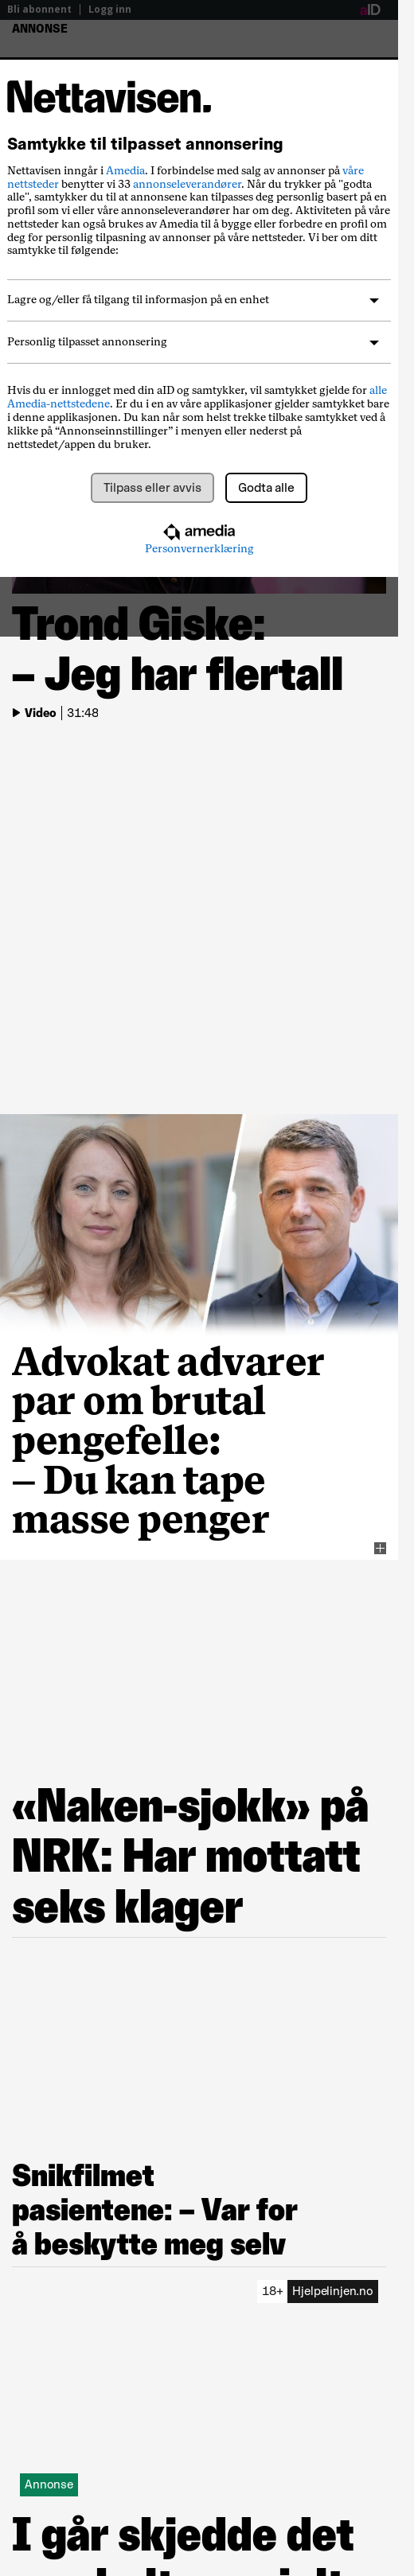 Bli abonnent | Logg inn
aID
ANNONSE
Nettavisen.
Samtykke til tilpasset annonsering
Nettavisen inngår i Amedia. I forbindelse med salg av annonser på våre
nettsteder benytter vi 33 annonseleverandører. Når du trykker på "godta
alle", samtykker du til at annonsene kan tilpasses deg personlig basert på en
profil som vi eller våre annonseleverandører har om deg. Aktiviteten på våre
nettsteder kan også brukes av Amedia til å bygge eller forbedre en profil om
deg for personlig tilpasning av annonser på våre nettsteder. Vi ber om ditt
samtykke til følgende:
Lagre og/eller få tilgang til informasjon på en enhet
Personlig tilpasset annonsering
Hvis du er innlogget med din aID og samtykker, vil samtykket gjelde for alle
Amedia-nettstedene. Er du i en av våre applikasjoner gjelder samtykket bare
i denne applikasjonen. Du kan når som helst trekke tilbake samtykket ved å
klikke på “Annonseinnstillinger” i menyen eller nederst på
nettstedet/appen du bruker.
Tilpass eller avvis
Godta alle
amedia
Personvernerklæring
Trond Giske:
– Jeg har flertall
Video | 31:48
Advokat advarer
par om brutal
pengefelle:
– Du kan tape
masse penger
«Naken-sjokk» på
NRK: Har mottatt
seks klager
Snikfilmet
pasientene: – Var for
å beskytte meg selv
18+ Hjelpelinjen.no
Annonse
I går skjedde det